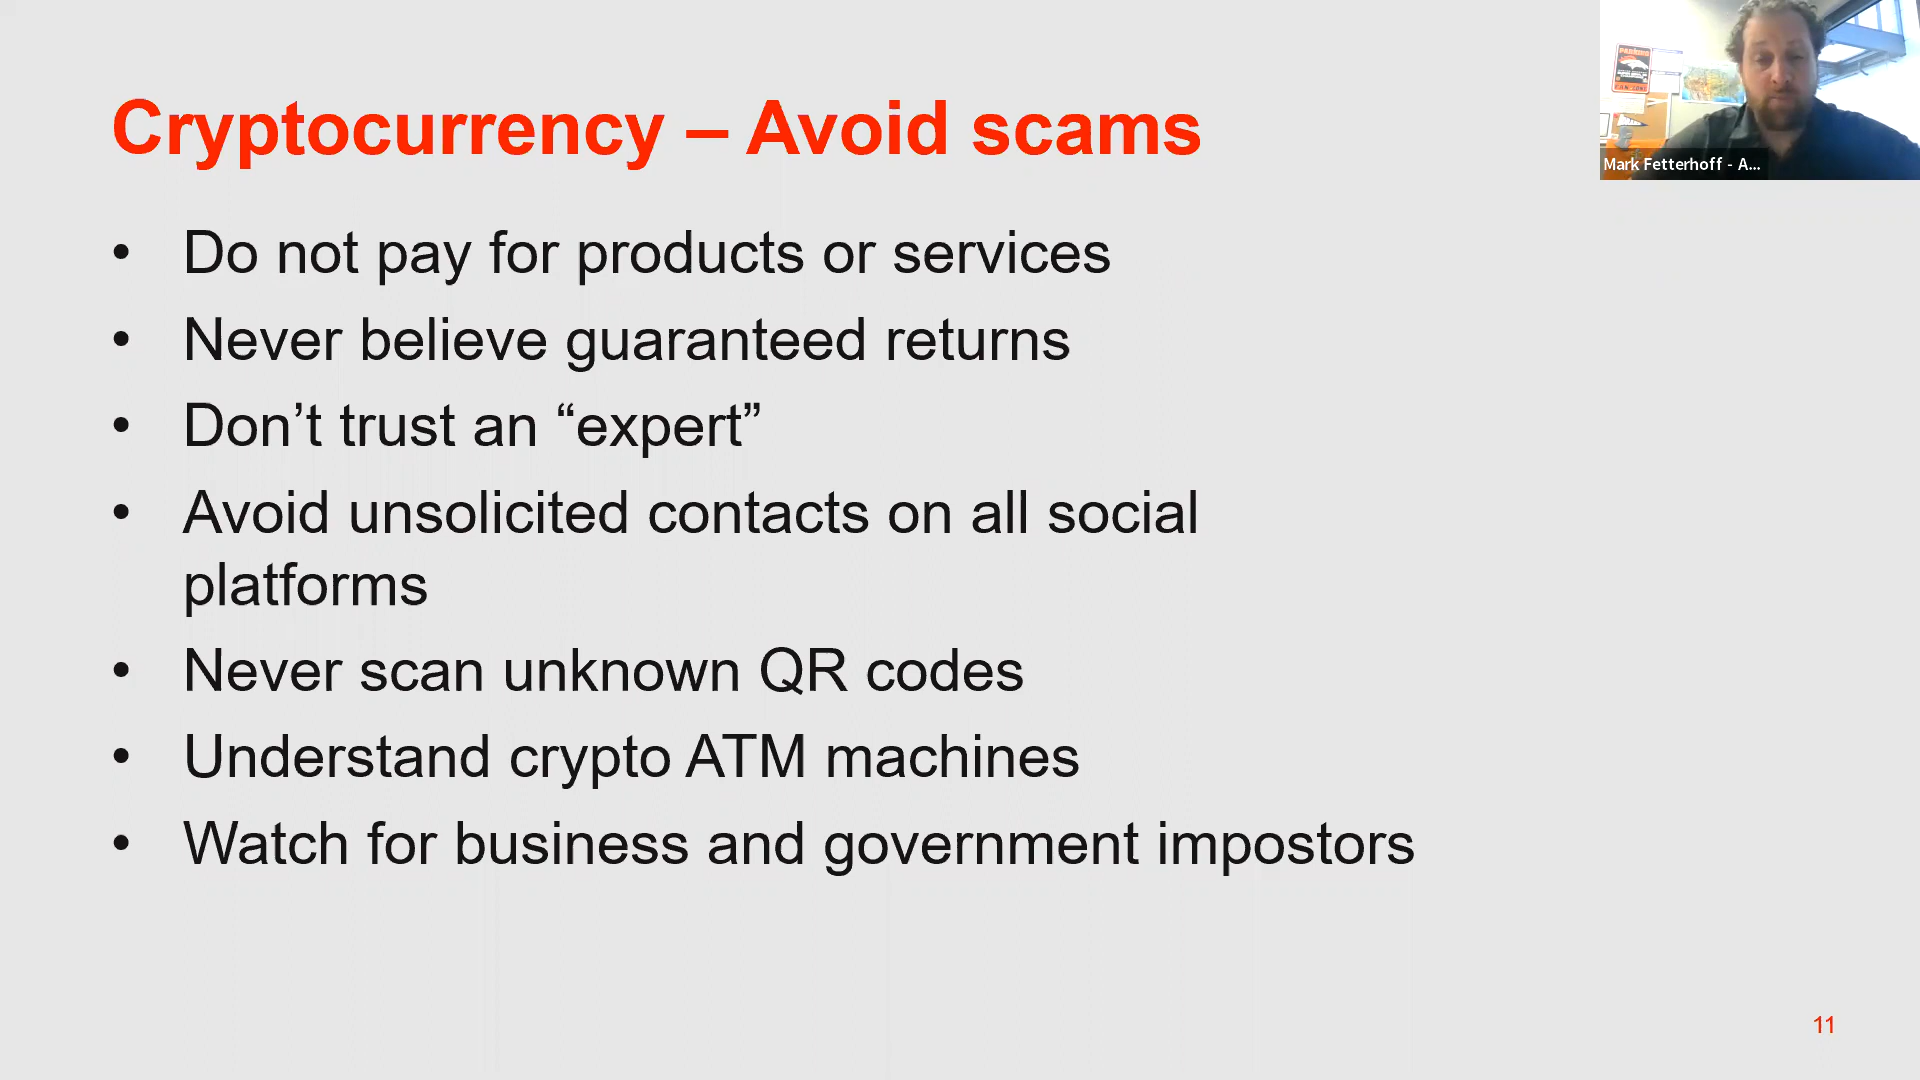 Cryptocurrency – Avoid scams
• Do not pay for products or services
• Never believe guaranteed returns
• Don’t trust an “expert”
• Avoid unsolicited contacts on all social
platforms
• Never scan unknown QR codes
• Understand crypto ATM machines
• Watch for business and government impostors
11
Mark Fetterhoff - A...